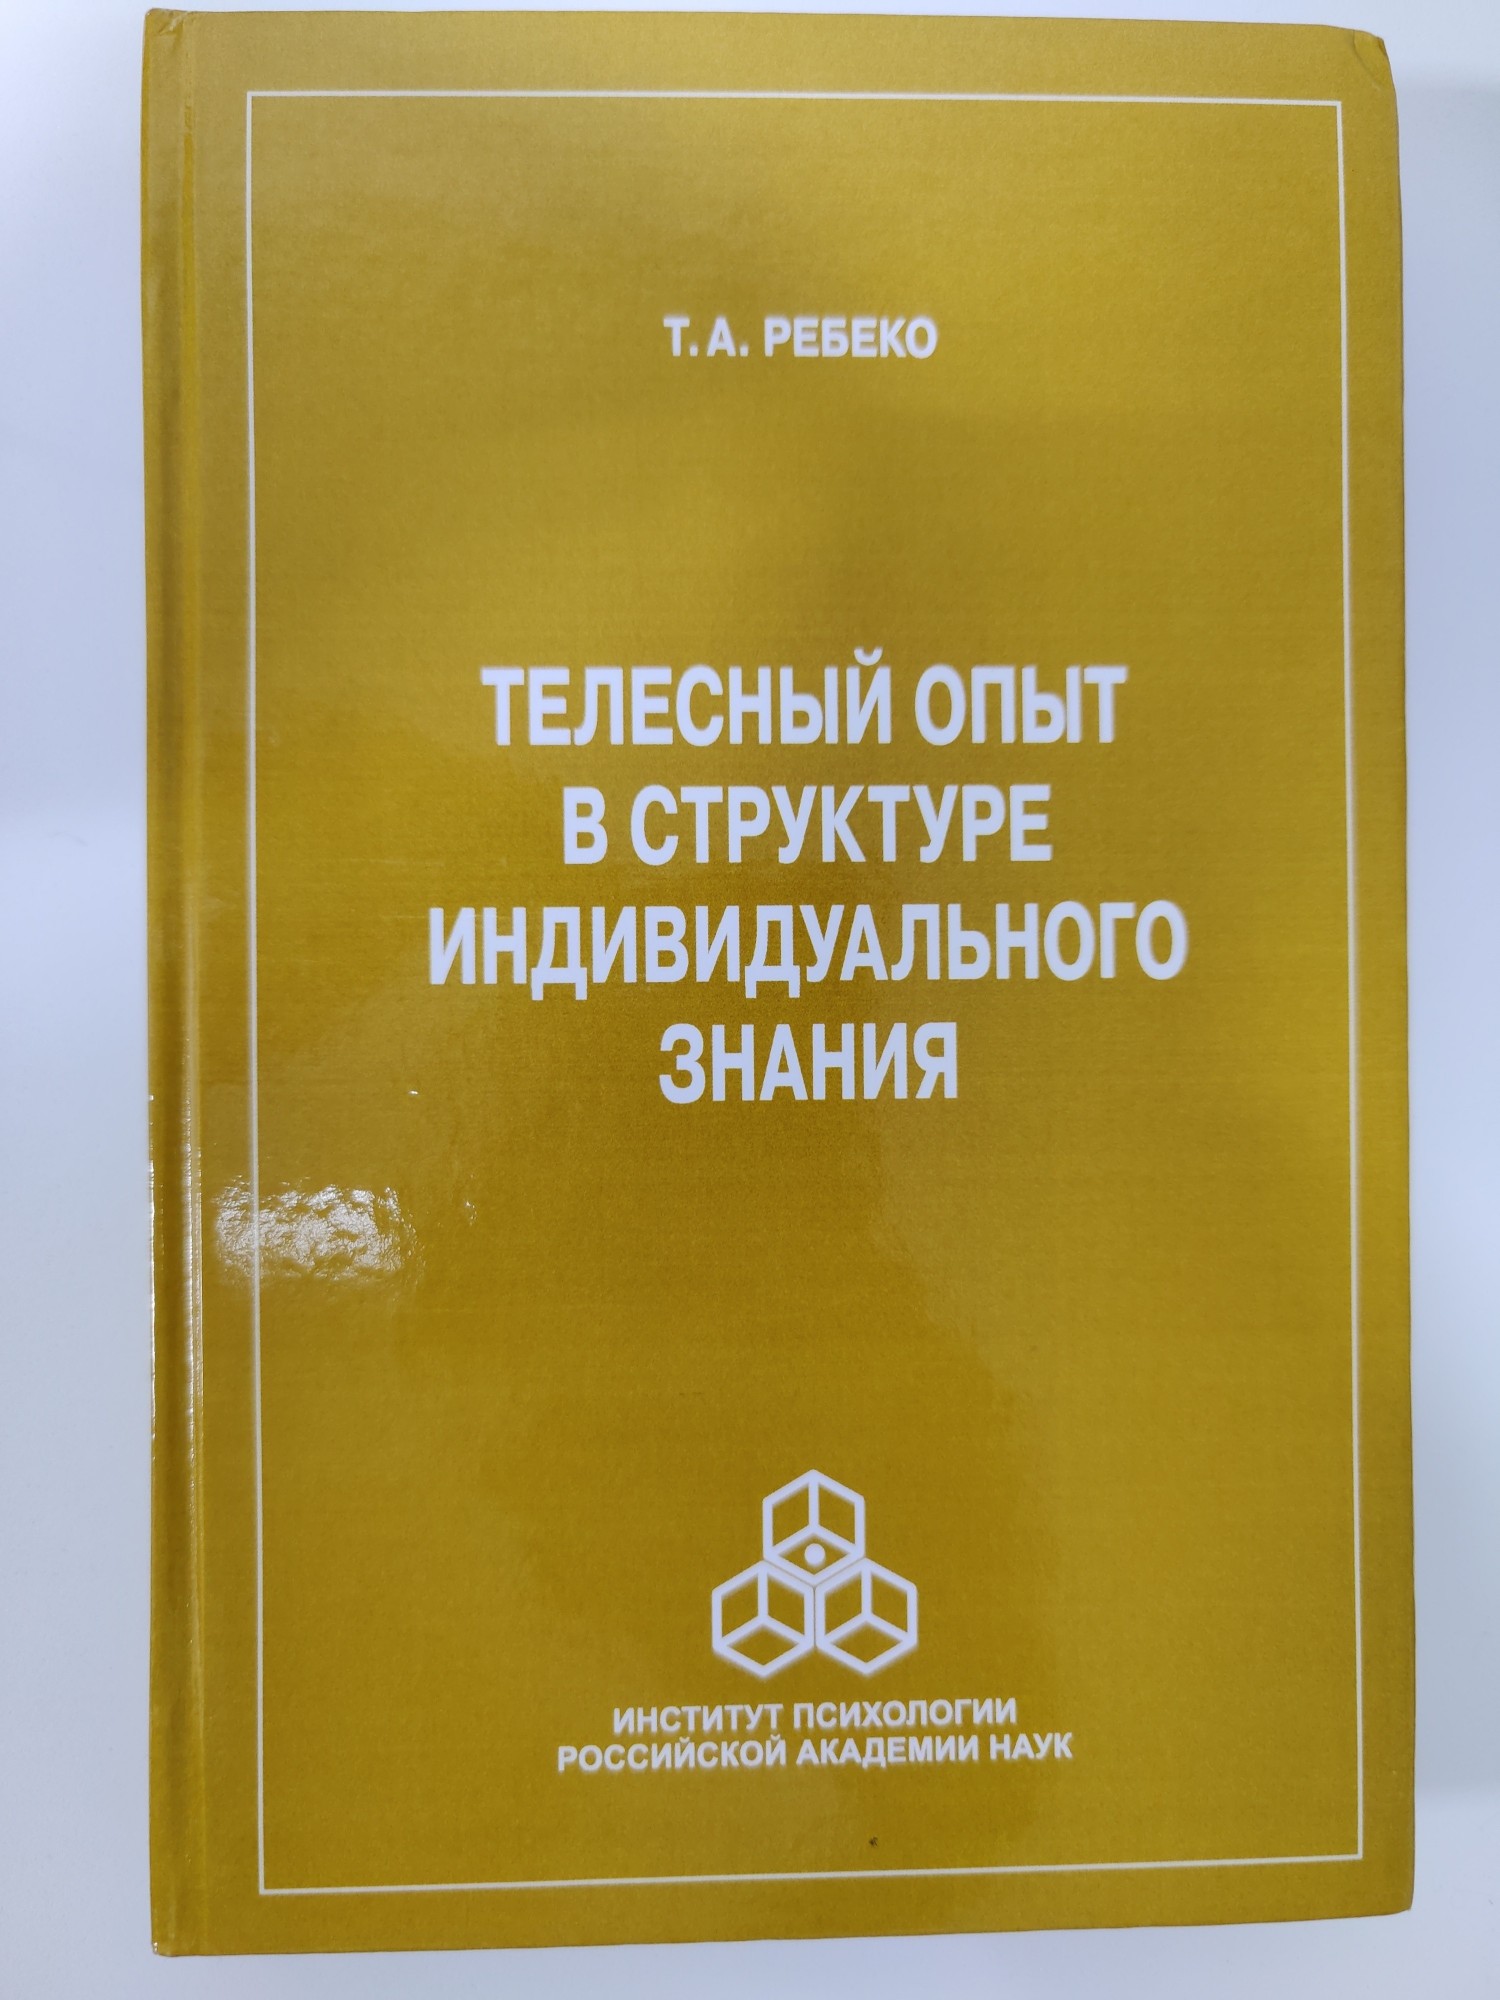 Т. А. РЕБЕКО
ТЕЛЕСНЫЙ ОПЫТ
В СТРУКТУРЕ
ИНДИВИДУАЛЬНОГО
ЗНАНИЯ
ИНСТИТУТ ПСИХОЛОГИИ
РОССИЙСКОЙ АКАДЕМИИ НАУК